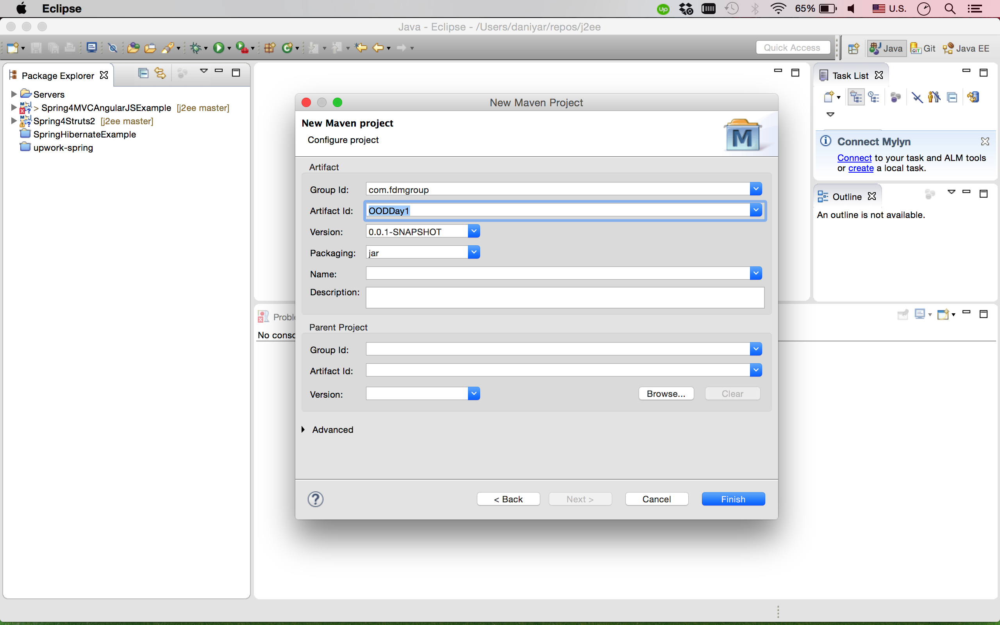 Eclipse
65%
U.S.
Java - Eclipse - /Users/daniyar/repos/j2ee
Quick Access
Java
Git
Java EE
Package Explorer
Servers
> Spring4MVCAngularJSExample [j2ee master]
Spring4Struts2 [j2ee master]
SpringHibernateExample
upwork-spring
New Maven Project
New Maven project
Configure project
M
Artifact
Group Id: com.fdmgroup
Artifact Id: OODDay1
Version: 0.0.1-SNAPSHOT
Packaging: jar
Name:
Description:
Parent Project
Group Id:
Artifact Id:
Version:
Browse...
Clear
Advanced
?
< Back
Next >
Cancel
Finish
Task List
Connect Mylyn
Connect to your task and ALM tools
or create a local task.
Outline
An outline is not available.
Proble
No conso